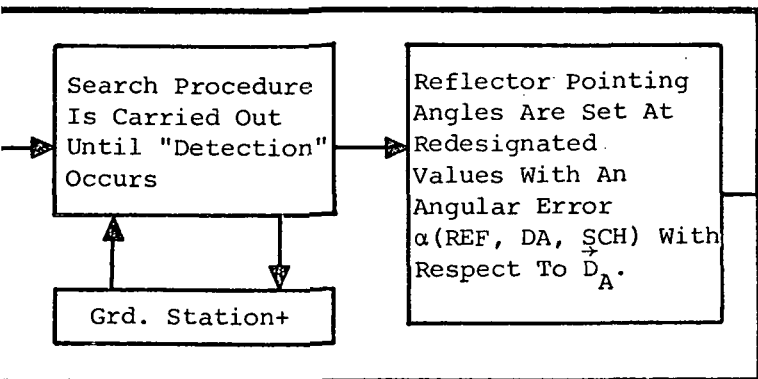 Search Procedure
Is Carried Out
Until "Detection"
Occurs
Grd. Station+
Reflector Pointing
Angles Are Set At
Redesignated
Values With An
Angular Error
α(REF, DA, SCH) With
Respect To D⃗_A.